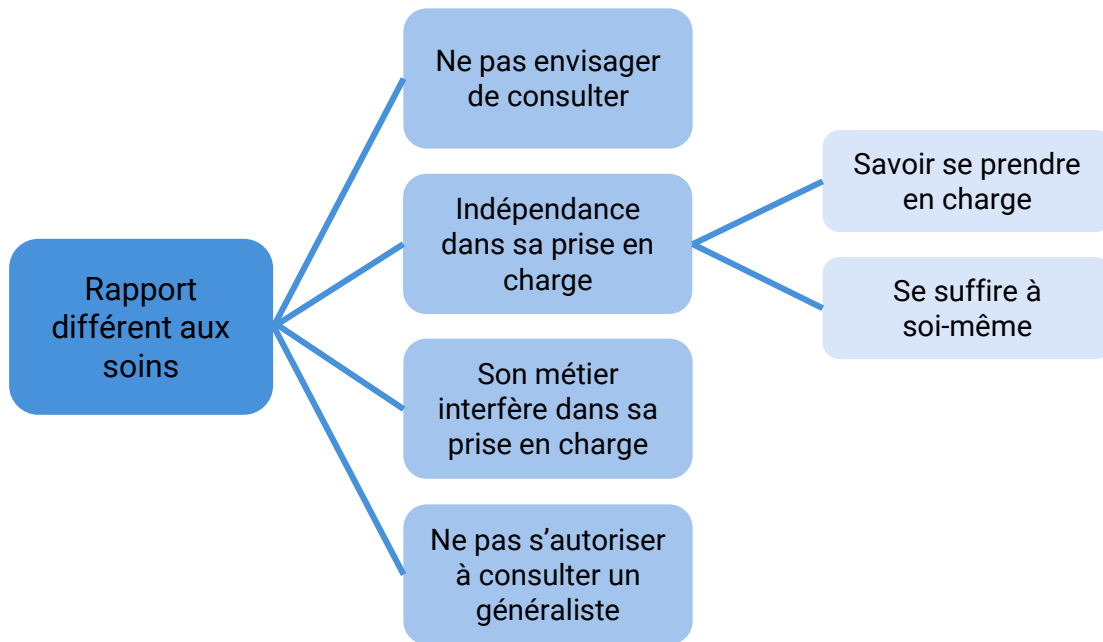 Rapport
différent aux
soins
Ne pas envisager
de consulter
Indépendance
dans sa prise en
charge
Savoir se prendre
en charge
Se suffire à
soi-même
Son métier
interfère dans sa
prise en charge
Ne pas s’autoriser
à consulter un
généraliste